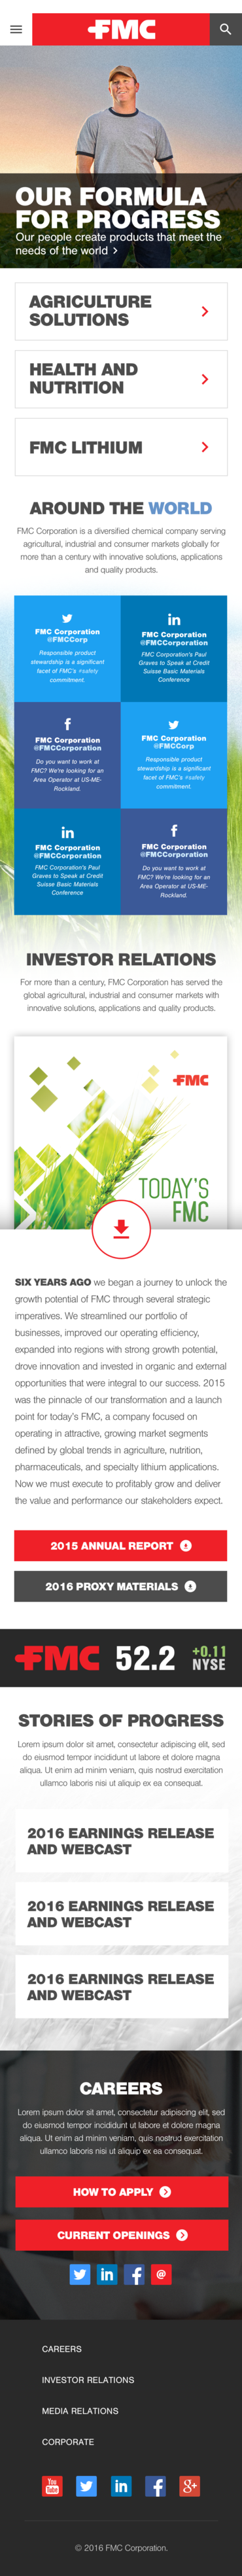 FMC
OUR FORMULA
FOR PROGRESS
Our people create products that meet the
needs of the world >
AGRICULTURE
SOLUTIONS
HEALTH AND
NUTRITION
FMC LITHIUM
AROUND THE WORLD
FMC Corporation is a diversified chemical company serving
agricultural, industrial and consumer markets globally for
more than a century with innovative solutions, applications
and quality products.
FMC Corporation
@FMCCorp
Responsible product
stewardship is a significant
facet of FMC's #safety
commitment.
in
FMC Corporation
@FMCCorporation
FMC Corporation's Paul
Graves to Speak at Credit
Suisse Basic Materials
Conference
f
FMC Corporation
@FMCCorporation
Do you want to work at
FMC? We're looking for an
Area Operator at US-ME-
Rockland.
FMC Corporation
@FMCCorp
Responsible product
stewardship is a significant
facet of FMC's #safety
commitment.
in
FMC Corporation
@FMCCorporation
FMC Corporation's Paul
Graves to Speak at Credit
Suisse Basic Materials
Conference
f
FMC Corporation
@FMCCorporation
Do you want to work at
FMC? We're looking for an
Area Operator at US-ME-
Rockland.
INVESTOR RELATIONS
For more than a century, FMC Corporation has served the
global agricultural, industrial and consumer markets with
innovative solutions, applications and quality products.
FMC
TODAY'S
FMC
SIX YEARS AGO we began a journey to unlock the
growth potential of FMC through several strategic
imperatives. We streamlined our portfolio of
businesses, improved our operating efficiency,
expanded into regions with strong growth potential,
drove innovation and invested in organic and external
opportunities that were integral to our success. 2015
was the pinnacle of our transformation and a launch
point for today's FMC, a company focused on
operating in attractive, growing market segments
defined by global trends in agriculture, nutrition,
pharmaceuticals, and specialty lithium applications.
Now we must execute to profitably grow and deliver
the value and performance our stakeholders expect.
2015 ANNUAL REPORT
2016 PROXY MATERIALS
FMC 52.2 +0.11
NYSE
STORIES OF PROGRESS
Lorem ipsum dolor sit amet, consectetur adipiscing elit, sed
do eiusmod tempor incididunt ut labore et dolore magna
aliqua. Ut enim ad minim veniam, quis nostrud exercitation
ullamco laboris nisi ut aliquip ex ea consequat.
2016 EARNINGS RELEASE
AND WEBCAST
2016 EARNINGS RELEASE
AND WEBCAST
2016 EARNINGS RELEASE
AND WEBCAST
CAREERS
Lorem ipsum dolor sit amet, consectetur adipiscing elit, sed
do eiusmod tempor incididunt ut labore et dolore magna
aliqua. Ut enim ad minim veniam, quis nostrud exercitation
ullamco laboris nisi ut aliquip ex ea consequat.
HOW TO APPLY
CURRENT OPENINGS
in f @
CAREERS
INVESTOR RELATIONS
MEDIA RELATIONS
CORPORATE
You Tube in f g+
© 2016 FMC Corporation.